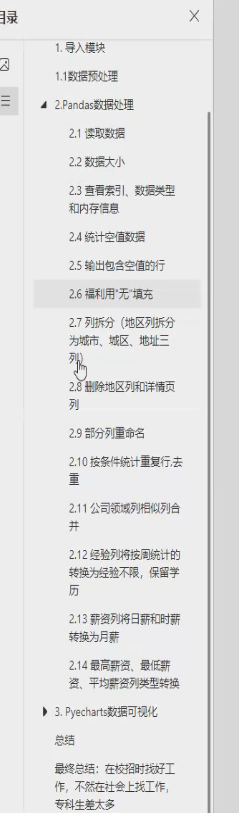 目录
1. 导入模块
1.1数据预处理
2.Pandas数据处理
2.1 读取数据
2.2 数据大小
2.3 查看索引、数据类型
和内存信息
2.4 统计空值数据
2.5 输出包含空值的行
2.6 福利用"无"填充
2.7 列拆分（地区列拆分
为城市、城区、地址三
列）
2.8 删除地区列和详情页
列
2.9 部分列重命名
2.10 按条件统计重复行,去
重
2.11 公司领域列相似列合
并
2.12 经验列将按周统计的
转换为经验不限，保留学
历
2.13 薪资列将日薪和时薪
转换为月薪
2.14 最高薪资、最低薪
资、平均薪资列类型转换
3. Pyecharts数据可视化
总结
最终总结：在校招时找好工
作，不然在社会上找工作，
专科生差太多